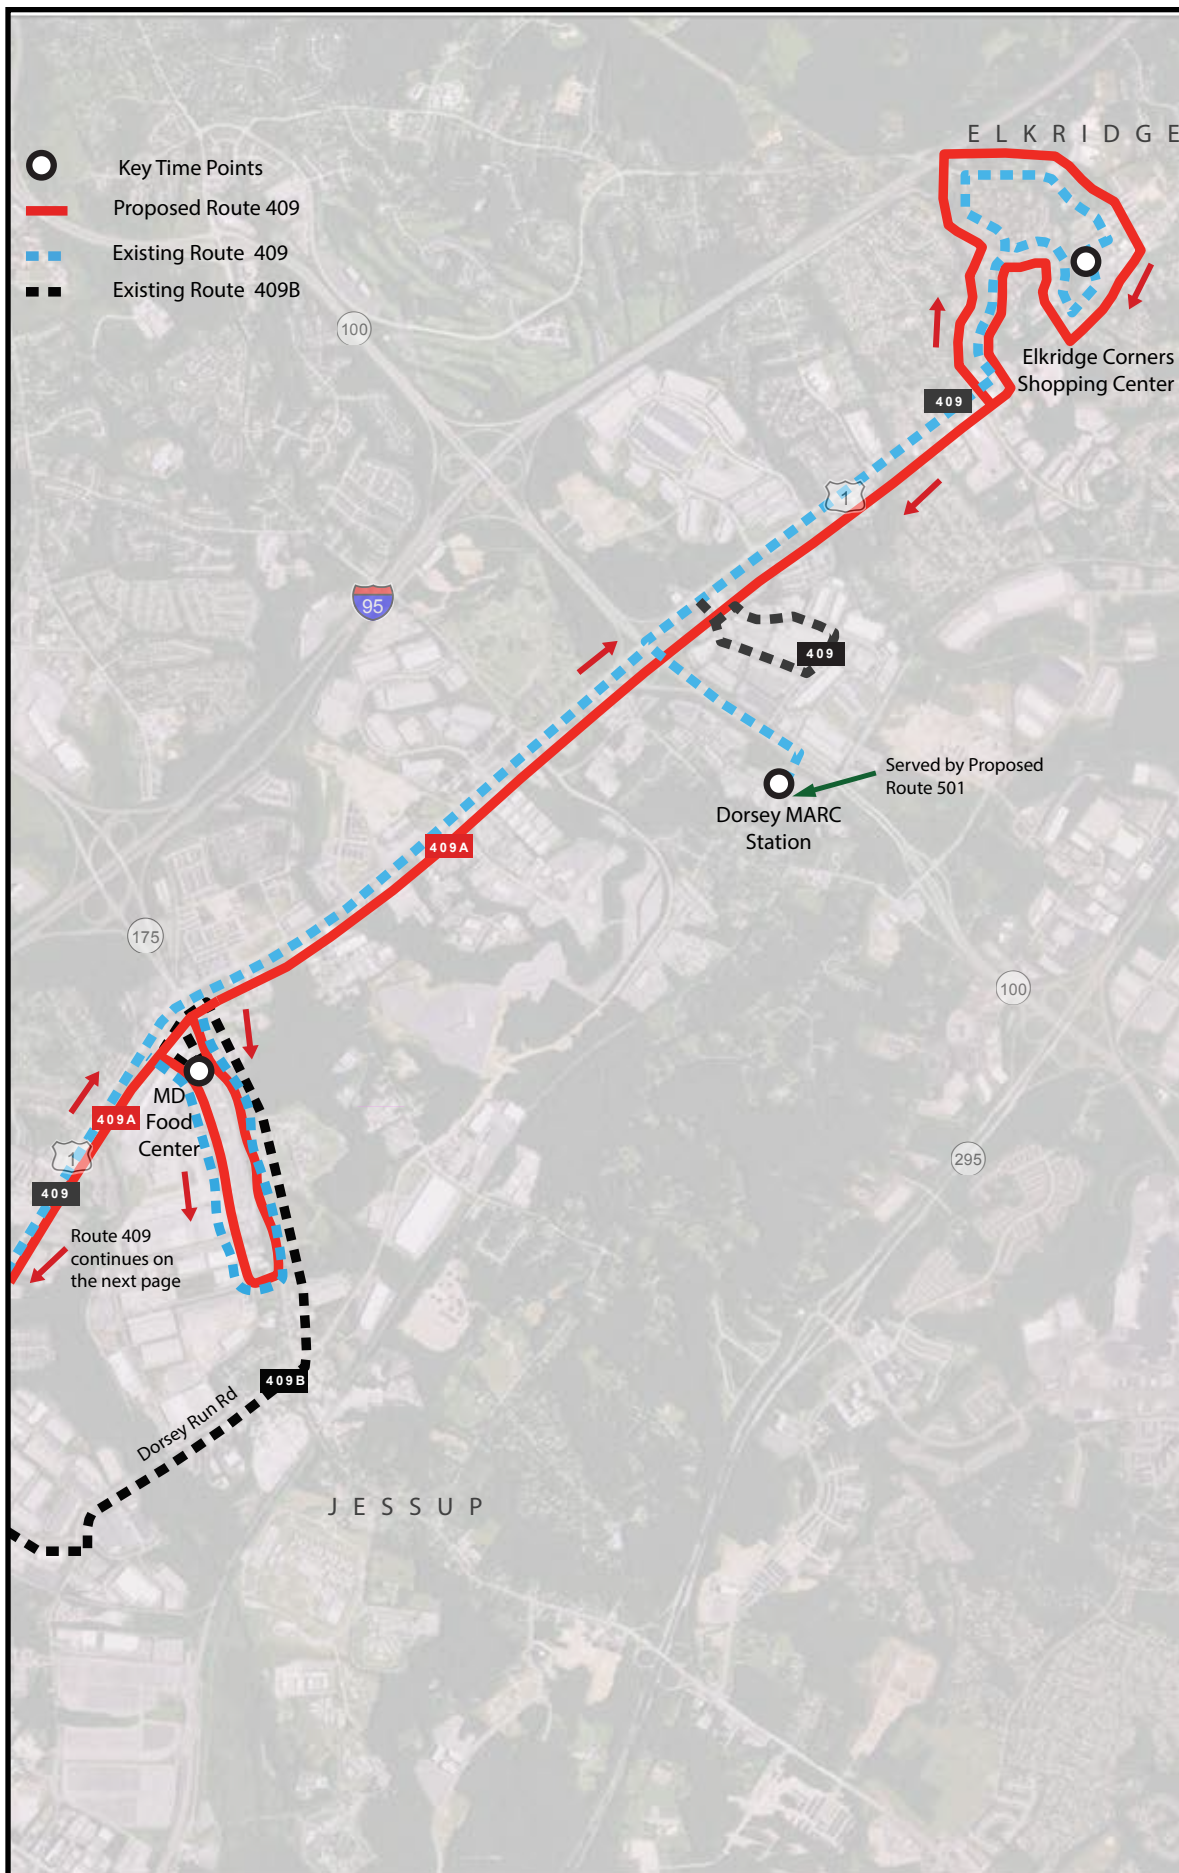 E L K R I D G E
Key Time Points
Proposed Route 409
Existing Route 409
Existing Route 409B
100
Elkridge Corners
Shopping Center
409
1
95
409
Served by Proposed
Route 501
Dorsey MARC
Station
409A
175
100
MD
Food
Center
409A
1
295
409
Route 409
continues on
the next page
409B
Dorsey Run Rd
J E S S U P